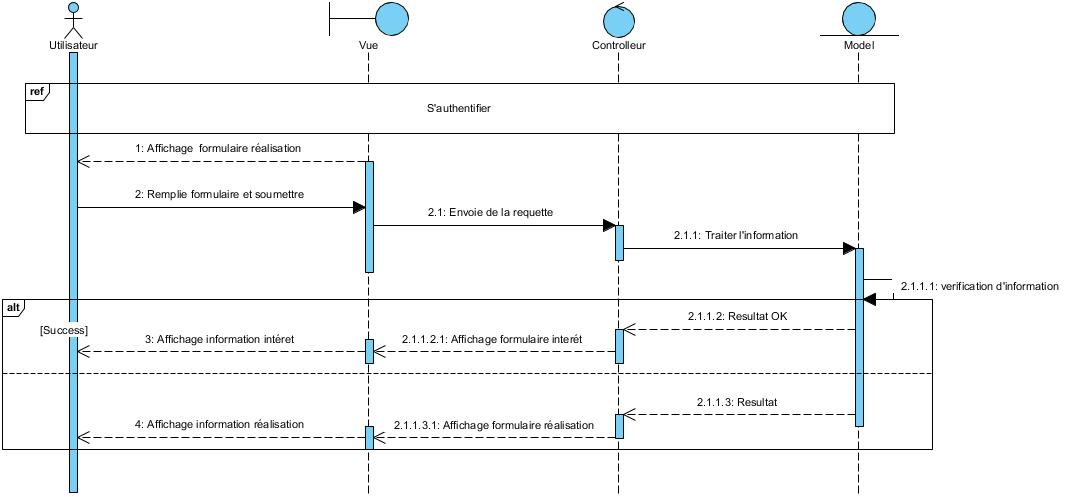 Utilisateur
Vue
Controlleur
Model
ref
S'authentifier
1: Affichage formulaire réalisation
2: Remplie formulaire et soumettre
2.1: Envoie de la requette
2.1.1: Traiter l'information
2.1.1.1: verification d'information
alt
[Success]
2.1.1.2: Resultat OK
3: Affichage information intéret
2.1.1.2.1: Affichage formulaire interét
2.1.1.3: Resultat
4: Affichage information réalisation
2.1.1.3.1: Affichage formulaire réalisation